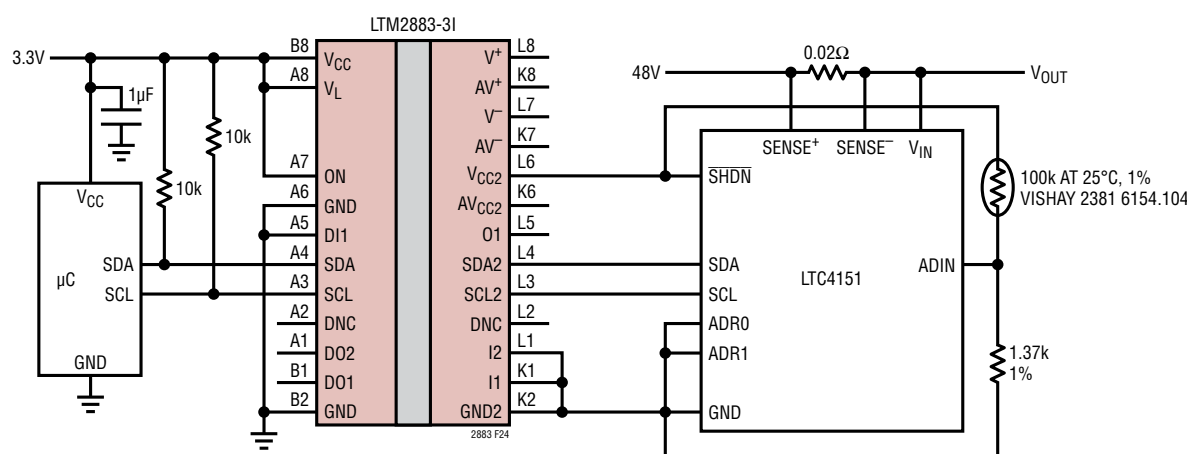 LTM2883-3I
3.3V
1µF
10k
10k
VCC
µC
SDA
SCL
GND
B8
A8
A7
A6
A5
A4
A3
A2
A1
B1
B2
VCC
VL
ON
GND
DI1
SDA
SCL
DNC
DO2
DO1
GND
V+
AV+
V−
AV−
VCC2
AVCC2
O1
SDA2
SCL2
DNC
I2
I1
GND2
L8
K8
L7
K7
L6
K6
L5
L4
L3
L2
L1
K1
K2
2883 F24
48V
0.02Ω
VOUT
SENSE+
SENSE−
VIN
SHDN
SDA
SCL
ADR0
ADR1
GND
LTC4151
ADIN
100k AT 25°C, 1%
VISHAY 2381 6154.104
1.37k
1%